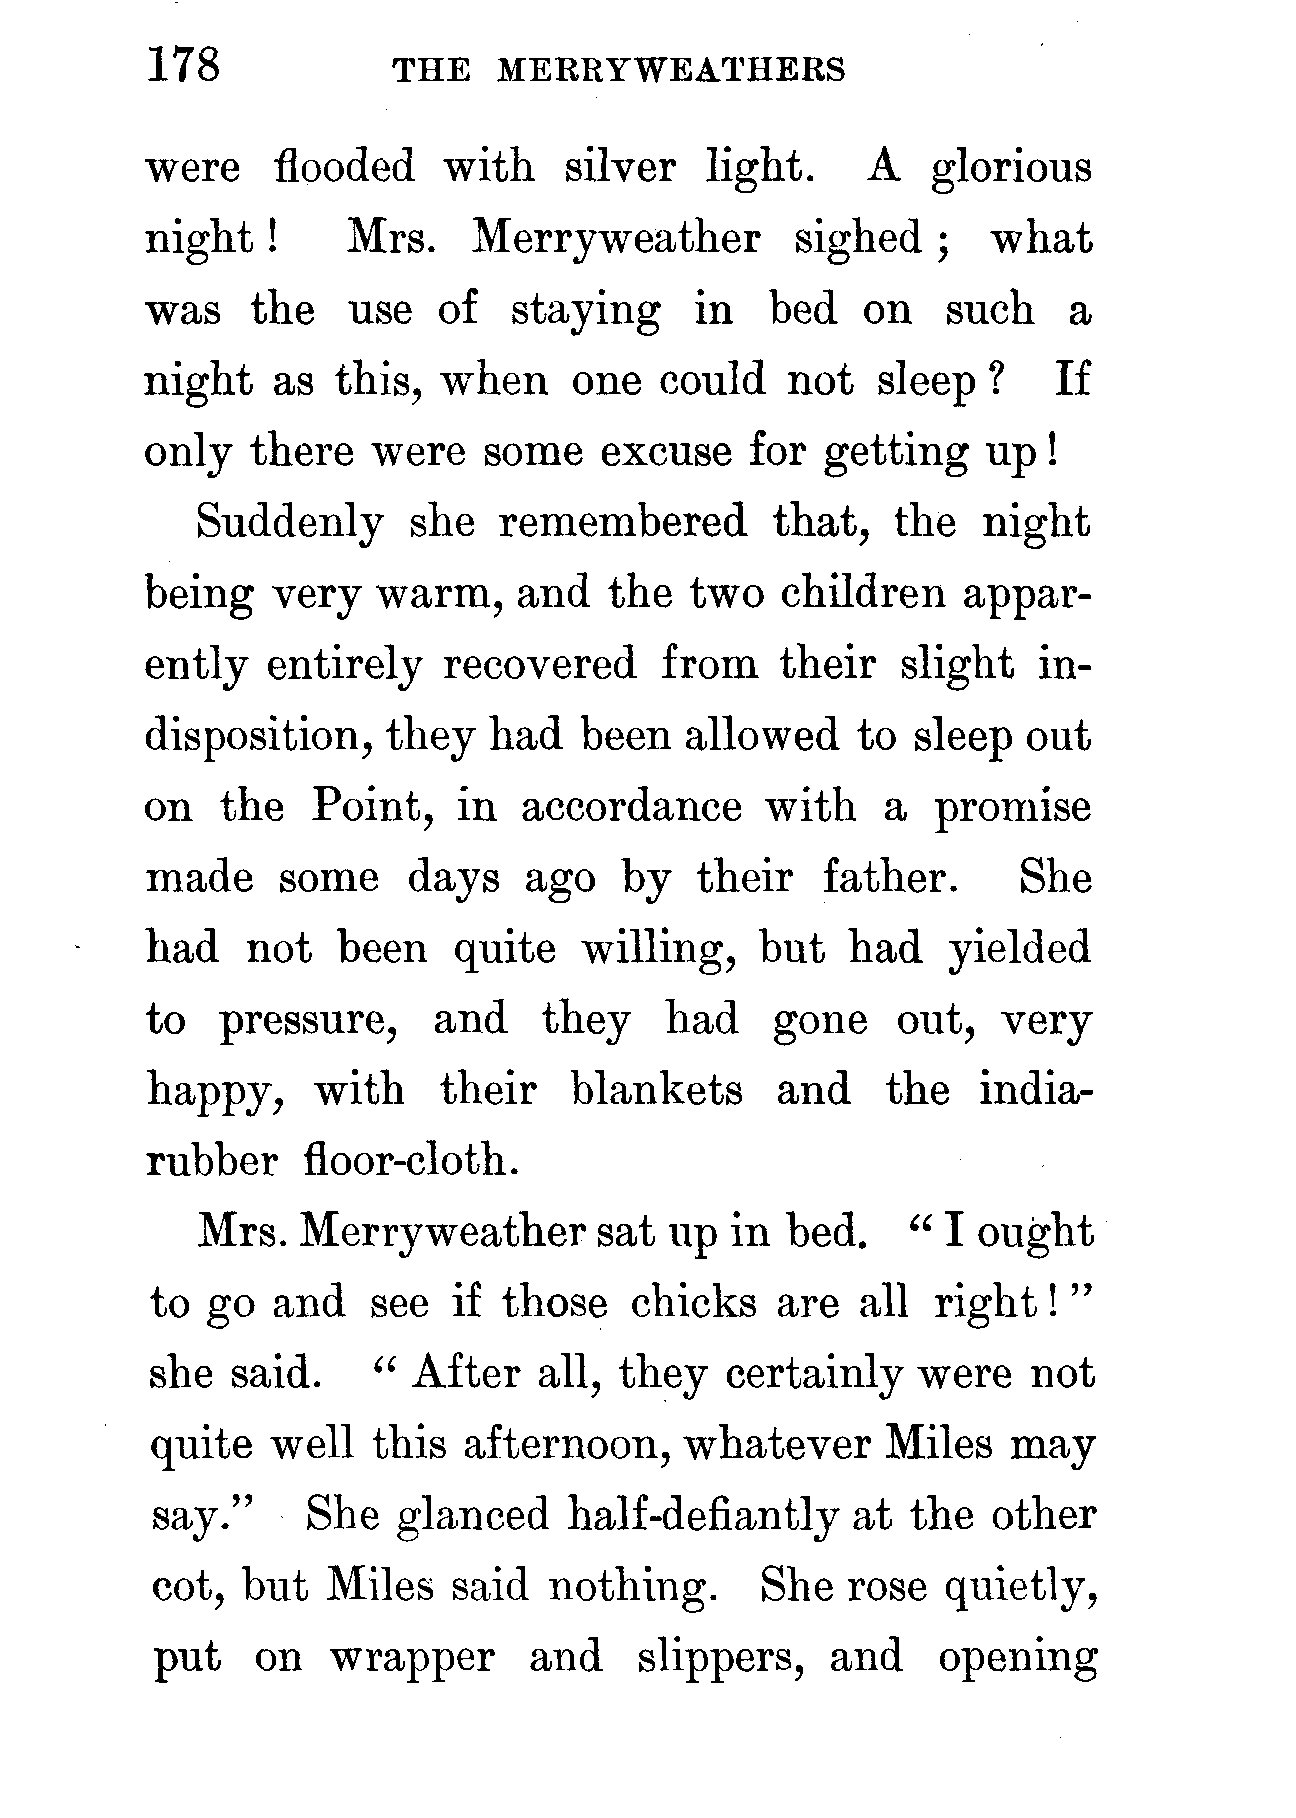 178 THE MERRYWEATHERS
were flooded with silver light. A glorious
night! Mrs. Merryweather sighed; what
was the use of staying in bed on such a
night as this, when one could not sleep? If
only there were some excuse for getting up!
Suddenly she remembered that, the night
being very warm, and the two children appar-
ently entirely recovered from their slight in-
disposition, they had been allowed to sleep out
on the Point, in accordance with a promise
made some days ago by their father. She
had not been quite willing, but had yielded
to pressure, and they had gone out, very
happy, with their blankets and the india-
rubber floor-cloth.
Mrs. Merryweather sat up in bed. “I ought
to go and see if those chicks are all right!”
she said. “After all, they certainly were not
quite well this afternoon, whatever Miles may
say.” She glanced half-defiantly at the other
cot, but Miles said nothing. She rose quietly,
put on wrapper and slippers, and opening